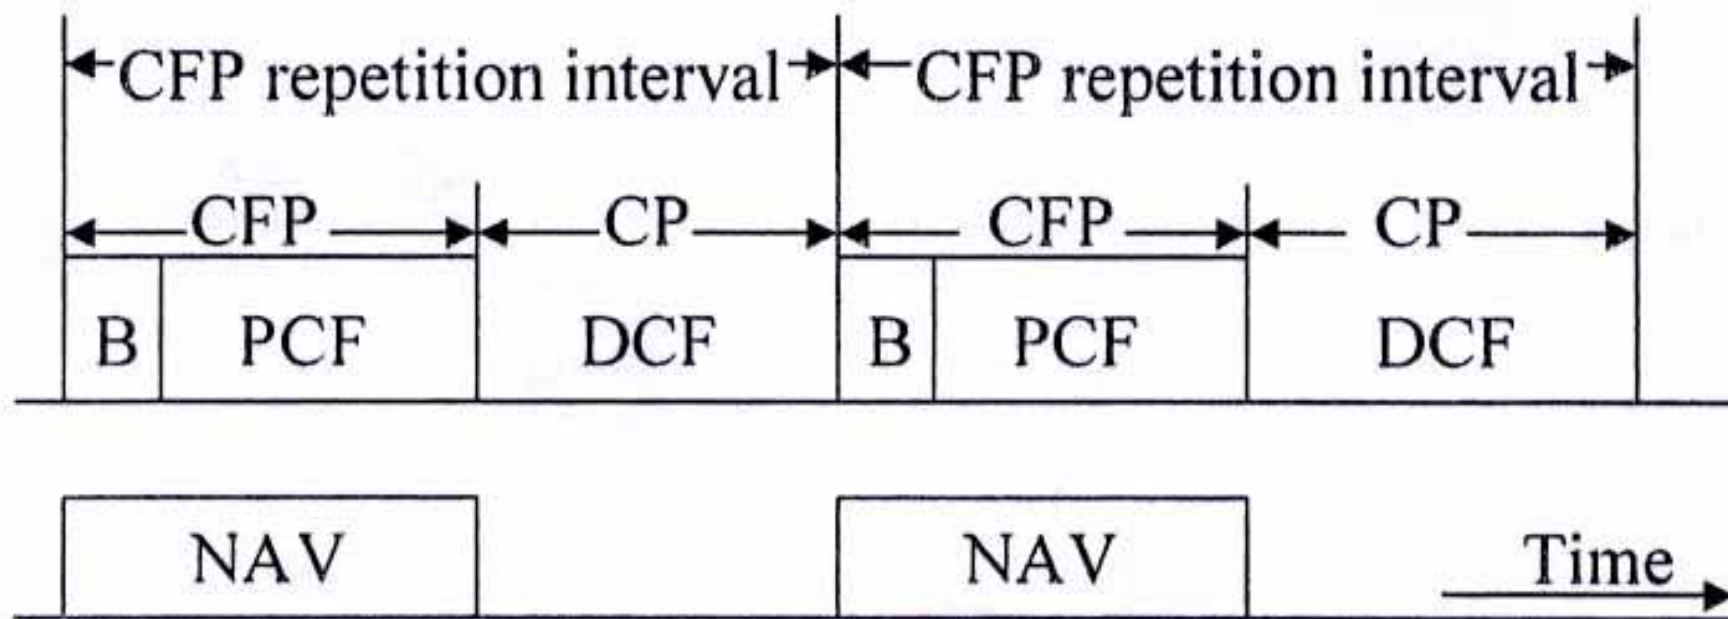 CFP repetition interval CFP repetition interval
CFP CP CFP CP
B PCF DCF B PCF DCF
NAV NAV Time